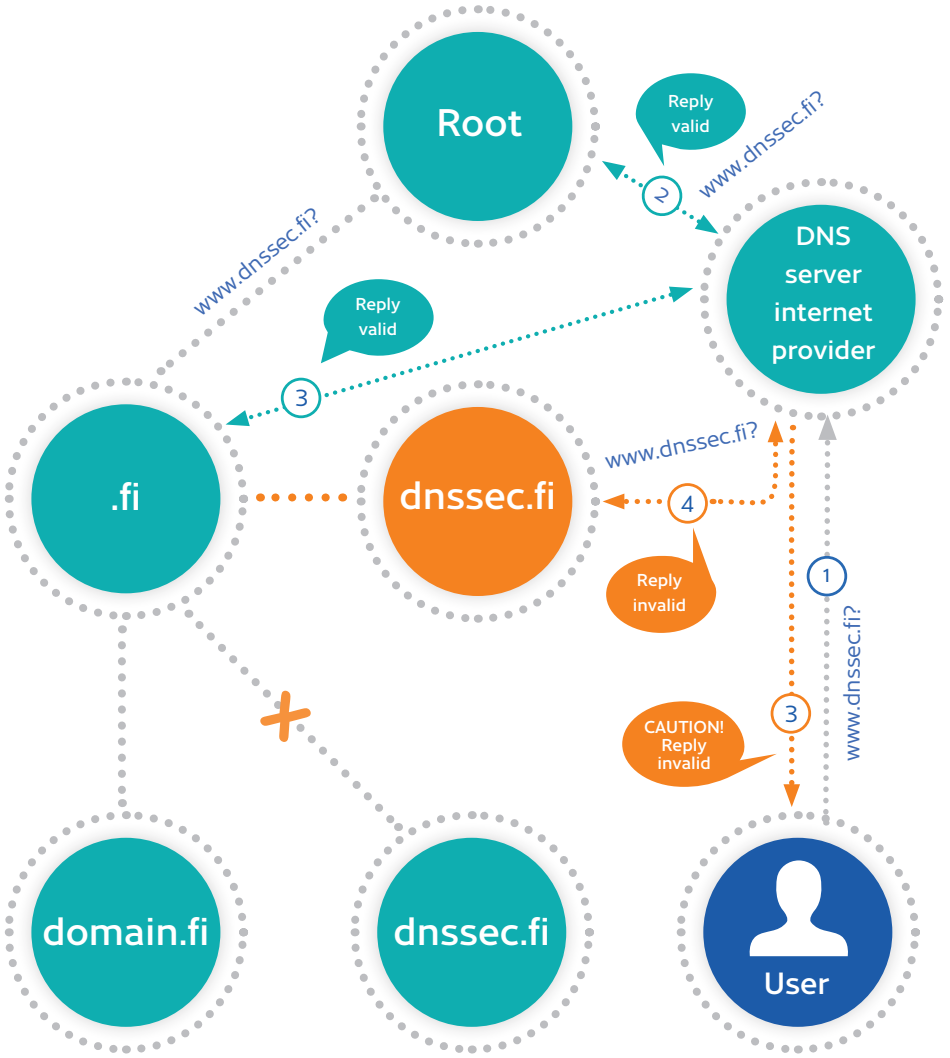 Root
Reply
valid
www.dnssec.fi?
2
DNS
server
internet
provider
www.dnssec.fi?
Reply
valid
3
.fi
dnssec.fi
www.dnssec.fi?
4
Reply
invalid
1
www.dnssec.fi?
3
CAUTION!
Reply
invalid
domain.fi
dnssec.fi
User